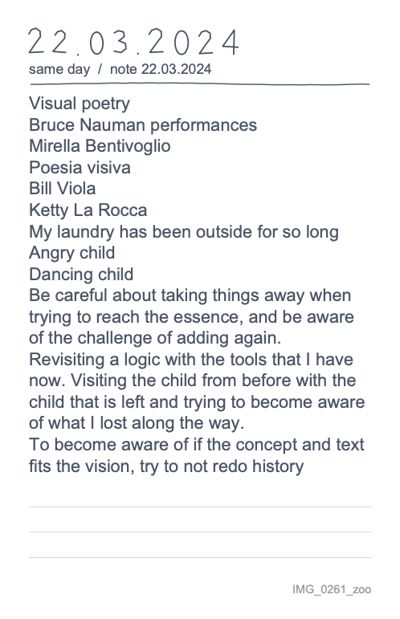 22.03.2024
same day / note 22.03.2024
Visual poetry
Bruce Nauman performances
Mirella Bentivoglio
Poesia visiva
Bill Viola
Ketty La Rocca
My laundry has been outside for so long
Angry child
Dancing child
Be careful about taking things away when
trying to reach the essence, and be aware
of the challenge of adding again.
Revisiting a logic with the tools that I have
now. Visiting the child from before with the
child that is left and trying to become aware
of what I lost along the way.
To become aware of if the concept and text
fits the vision, try to not redo history
IMG_0261_zoo